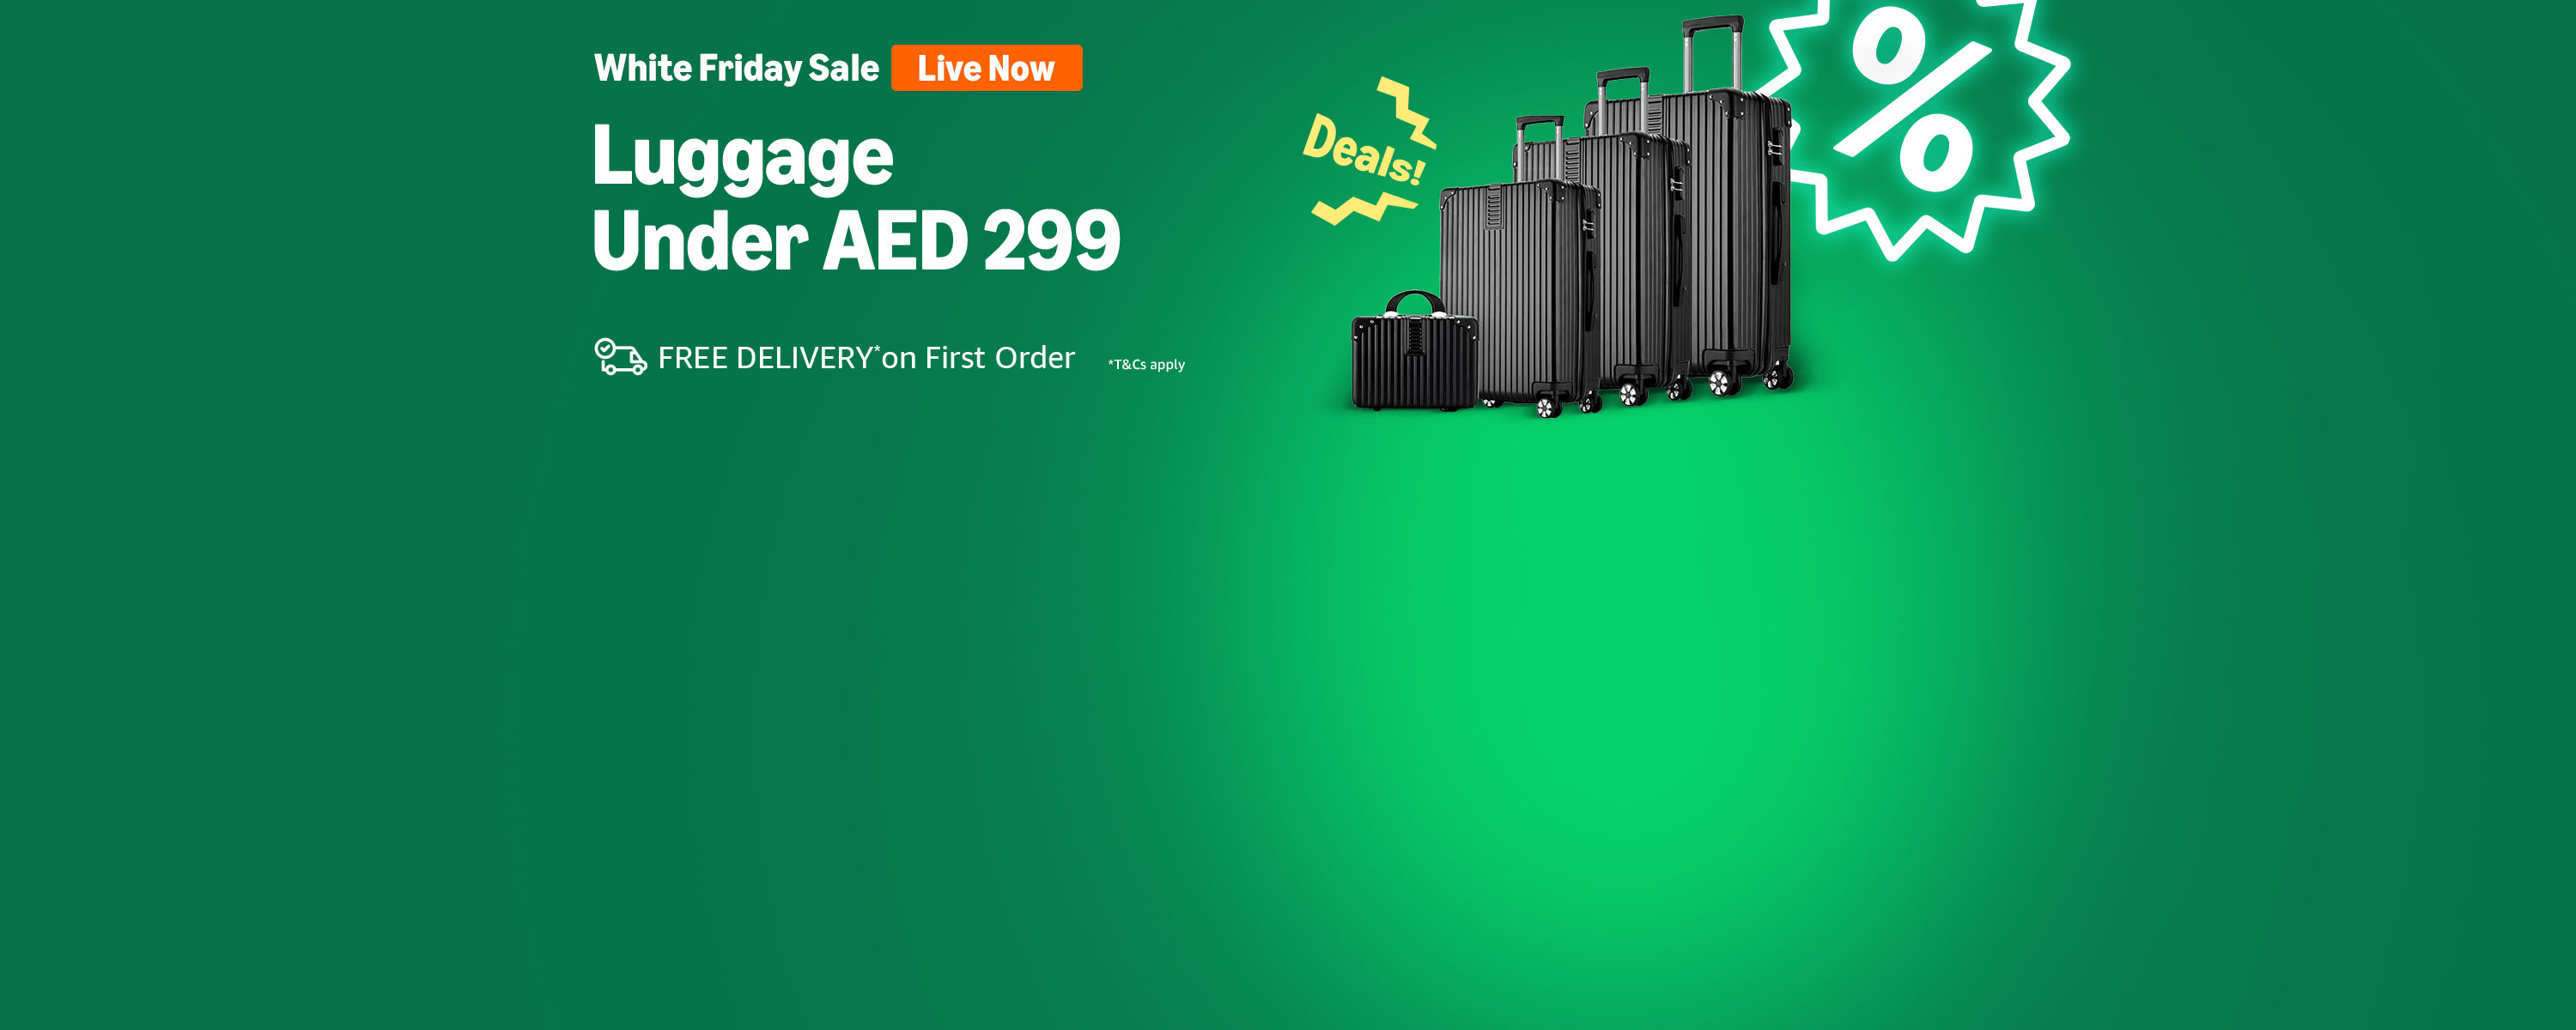 White Friday Sale Live Now
Luggage
Under AED 299
FREE DELIVERY*on First Order *T&Cs apply
Deals!
%